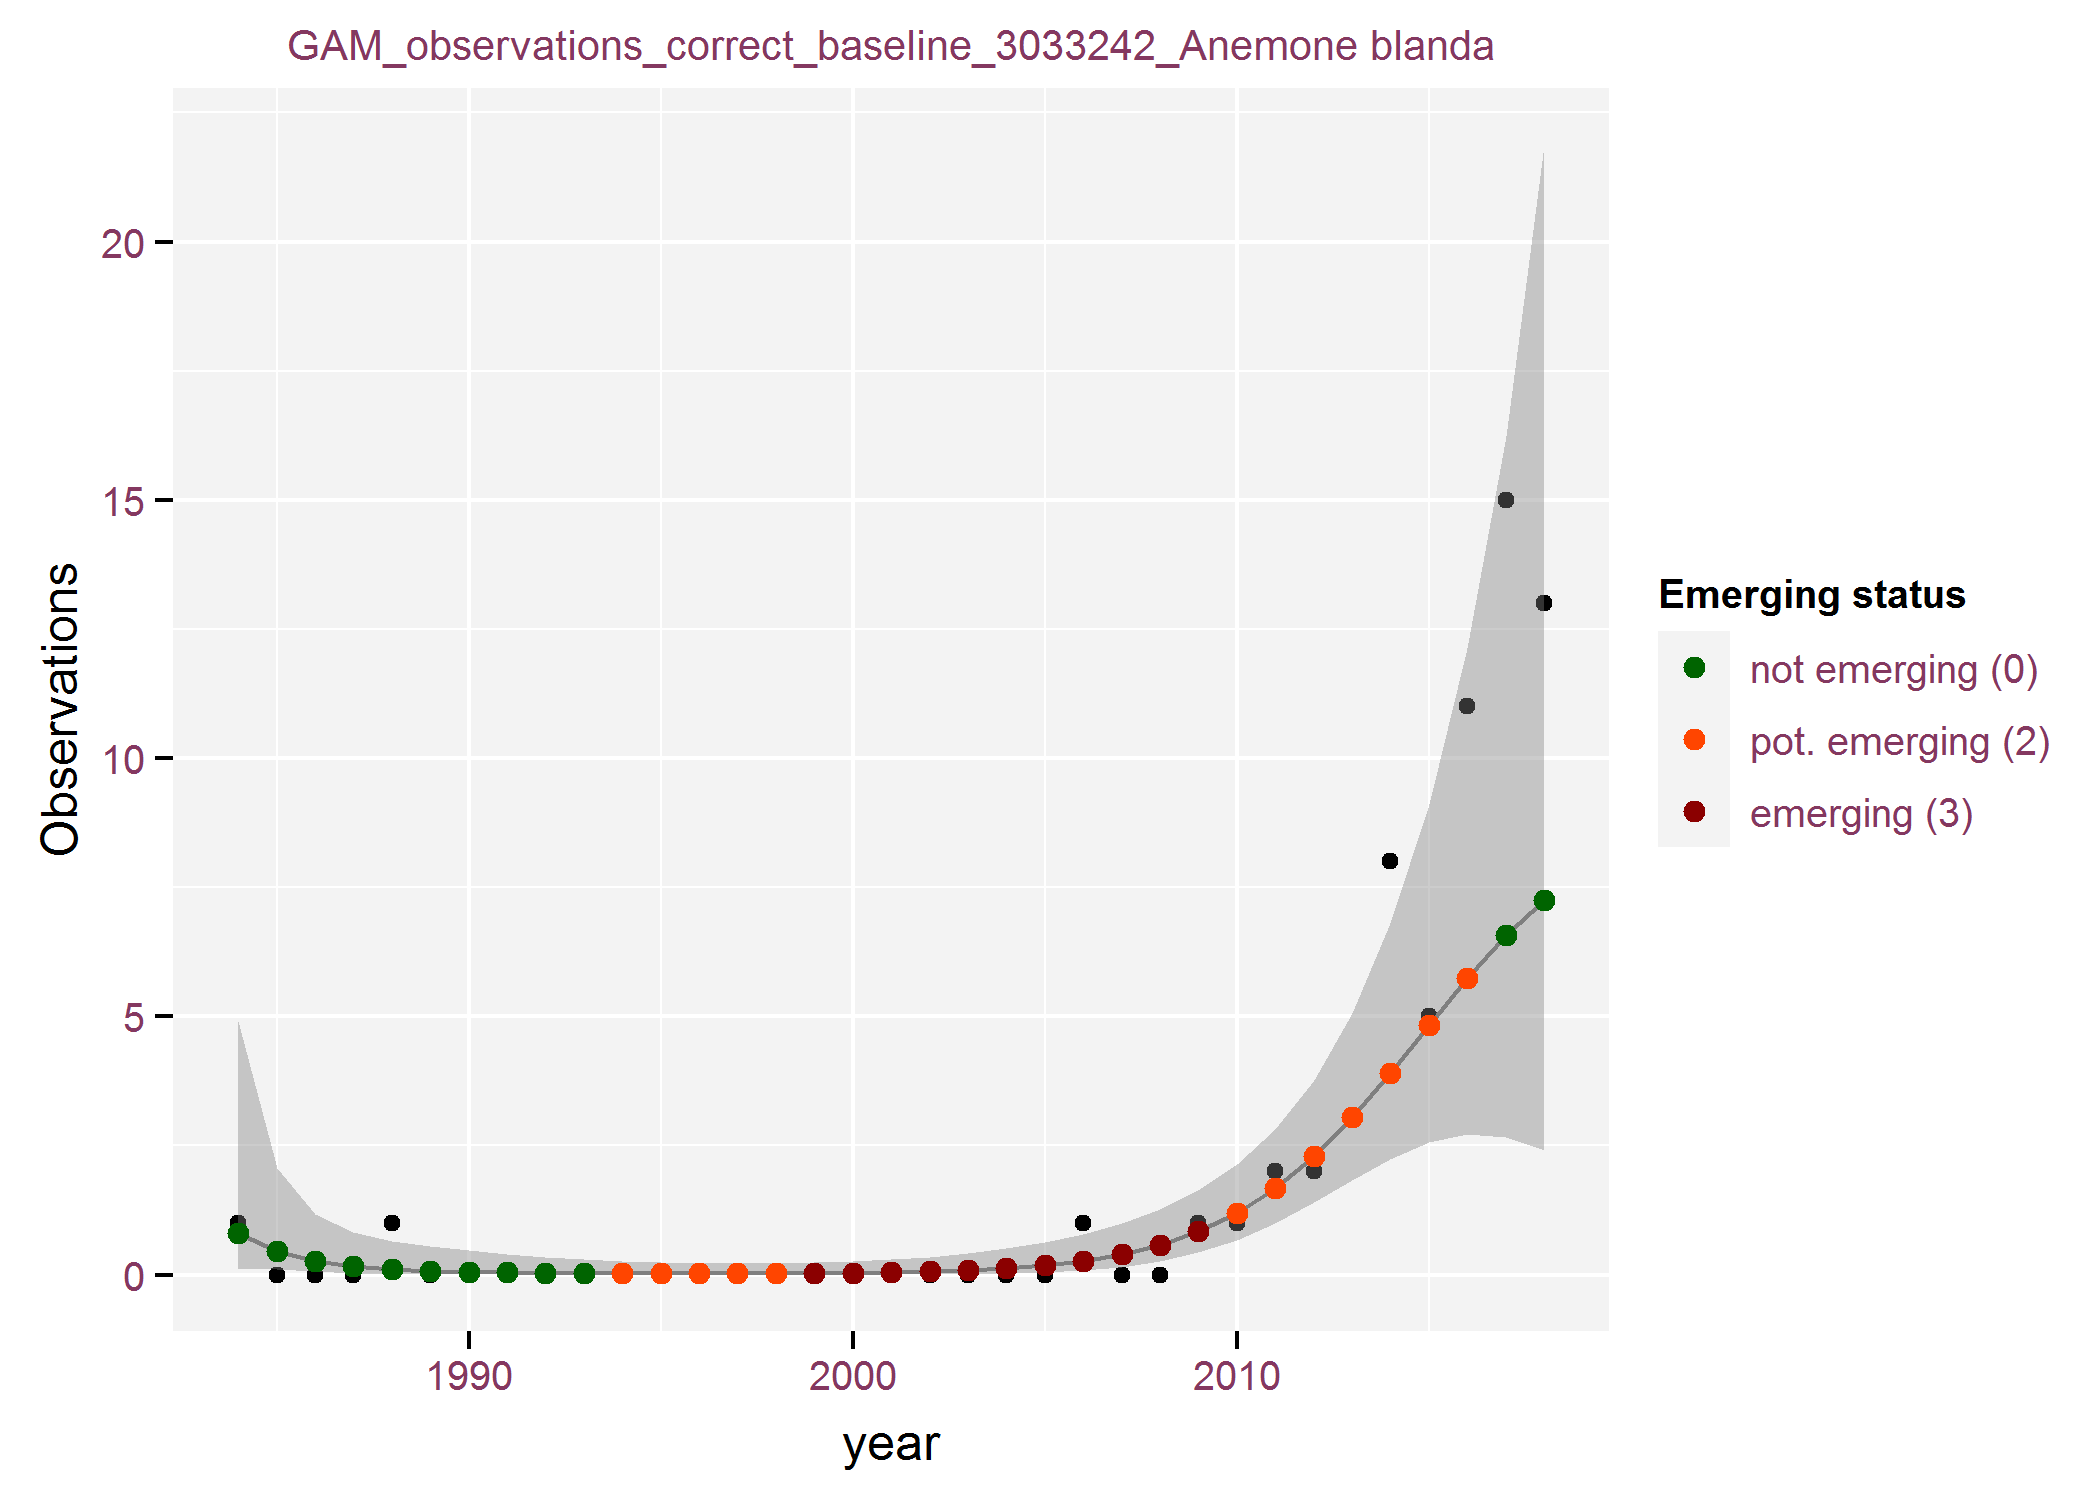 GAM_observations_correct_baseline_3033242_Anemone blanda
Observations
20
15
10
5
0
1990
2000
2010
year
Emerging status
not emerging (0)
pot. emerging (2)
emerging (3)